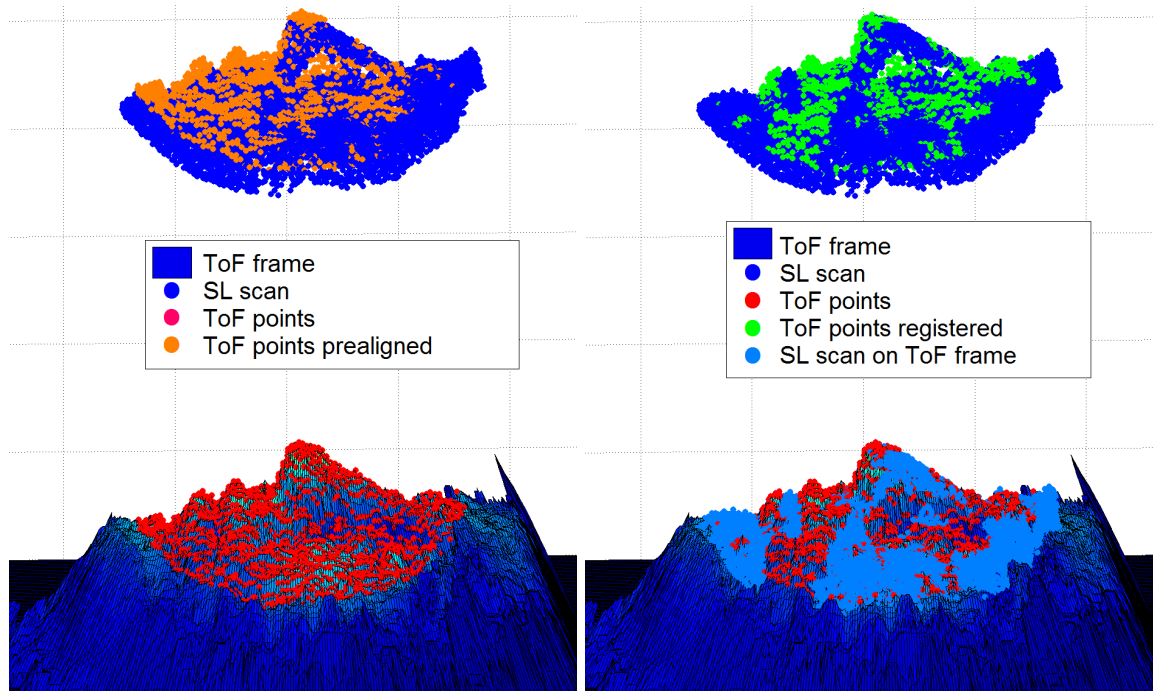 ToF frame
SL scan
ToF points
ToF points prealigned
ToF frame
SL scan
ToF points
ToF points registered
SL scan on ToF frame